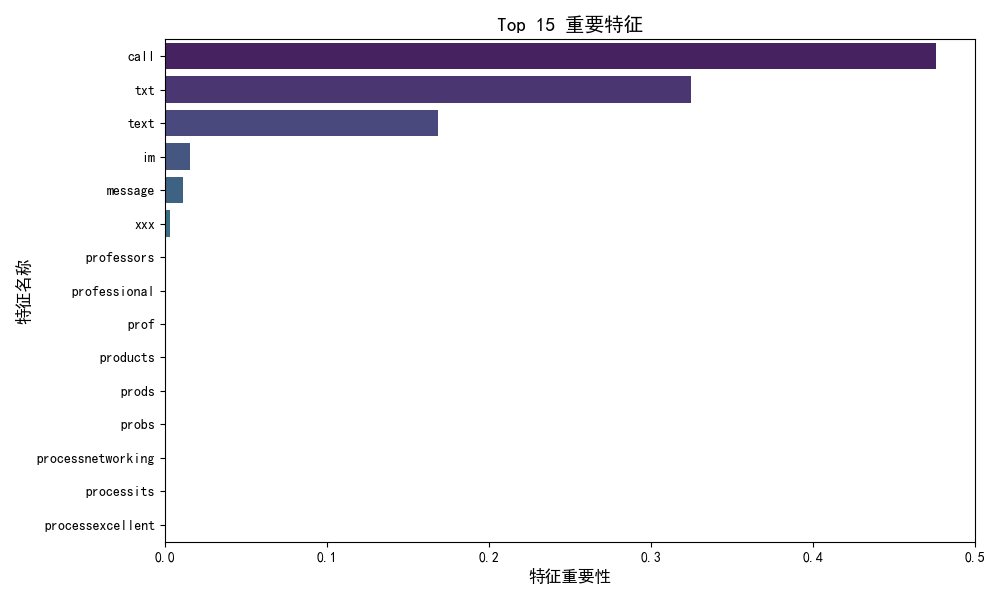 Top 15 重要特征
call
txt
text
im
message
xxx
professors
professional
prof
products
prods
probs
processnetworking
processits
processexcellent
特征名称
0.0 0.1 0.2 0.3 0.4 0.5
特征重要性